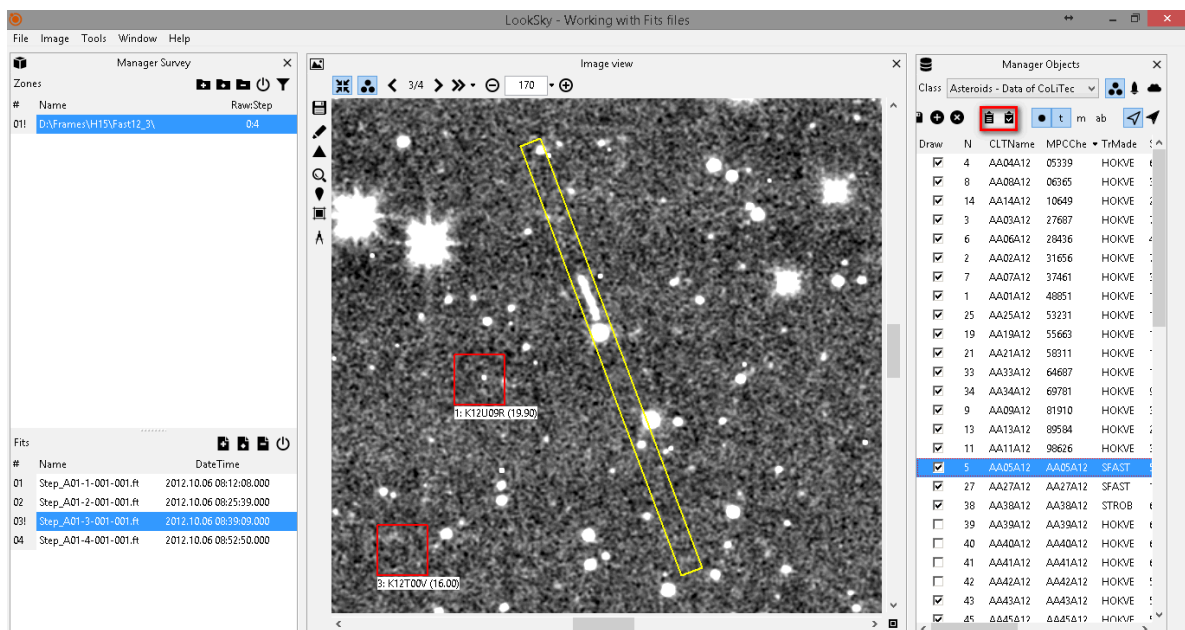 LookSky - Working with Fits files
File Image Tools Window Help
Manager Survey
Zones
# Name Raw:Step
01! D:\Frames\H15\Fast12_3\ 0:4
Fits
# Name DateTime
01 Step_A01-1-001-001.ft 2012.10.06 08:12:08.000
02 Step_A01-2-001-001.ft 2012.10.06 08:25:39.000
03! Step_A01-3-001-001.ft 2012.10.06 08:39:09.000
04 Step_A01-4-001-001.ft 2012.10.06 08:52:50.000
Image view
3/4 170
1: K12U09R (19.90)
3: K12T00V (16.00)
Manager Objects
Class Asteroids - Data of CoLiTec
t m ab
Draw N CLTName MPCChe TrMade
4 AA04A12 05339 HOKVE
8 AA08A12 06365 HOKVE
14 AA14A12 10649 HOKVE
3 AA03A12 27687 HOKVE
6 AA06A12 28436 HOKVE
2 AA02A12 31656 HOKVE
7 AA07A12 37461 HOKVE
1 AA01A12 48851 HOKVE
25 AA25A12 53231 HOKVE
19 AA19A12 55663 HOKVE
21 AA21A12 58311 HOKVE
33 AA33A12 64687 HOKVE
34 AA34A12 69781 HOKVE
9 AA09A12 81910 HOKVE
13 AA13A12 89584 HOKVE
11 AA11A12 98626 HOKVE
5 AA05A12 AA05A12 SFAST
27 AA27A12 AA27A12 SFAST
38 AA38A12 AA38A12 STROB
39 AA39A12 AA39A12 HOKVE
40 AA40A12 AA40A12 HOKVE
41 AA41A12 AA41A12 HOKVE
42 AA42A12 AA42A12 HOKVE
43 AA43A12 AA43A12 HOKVE
45 AA45A12 AA45A12 HOKVE